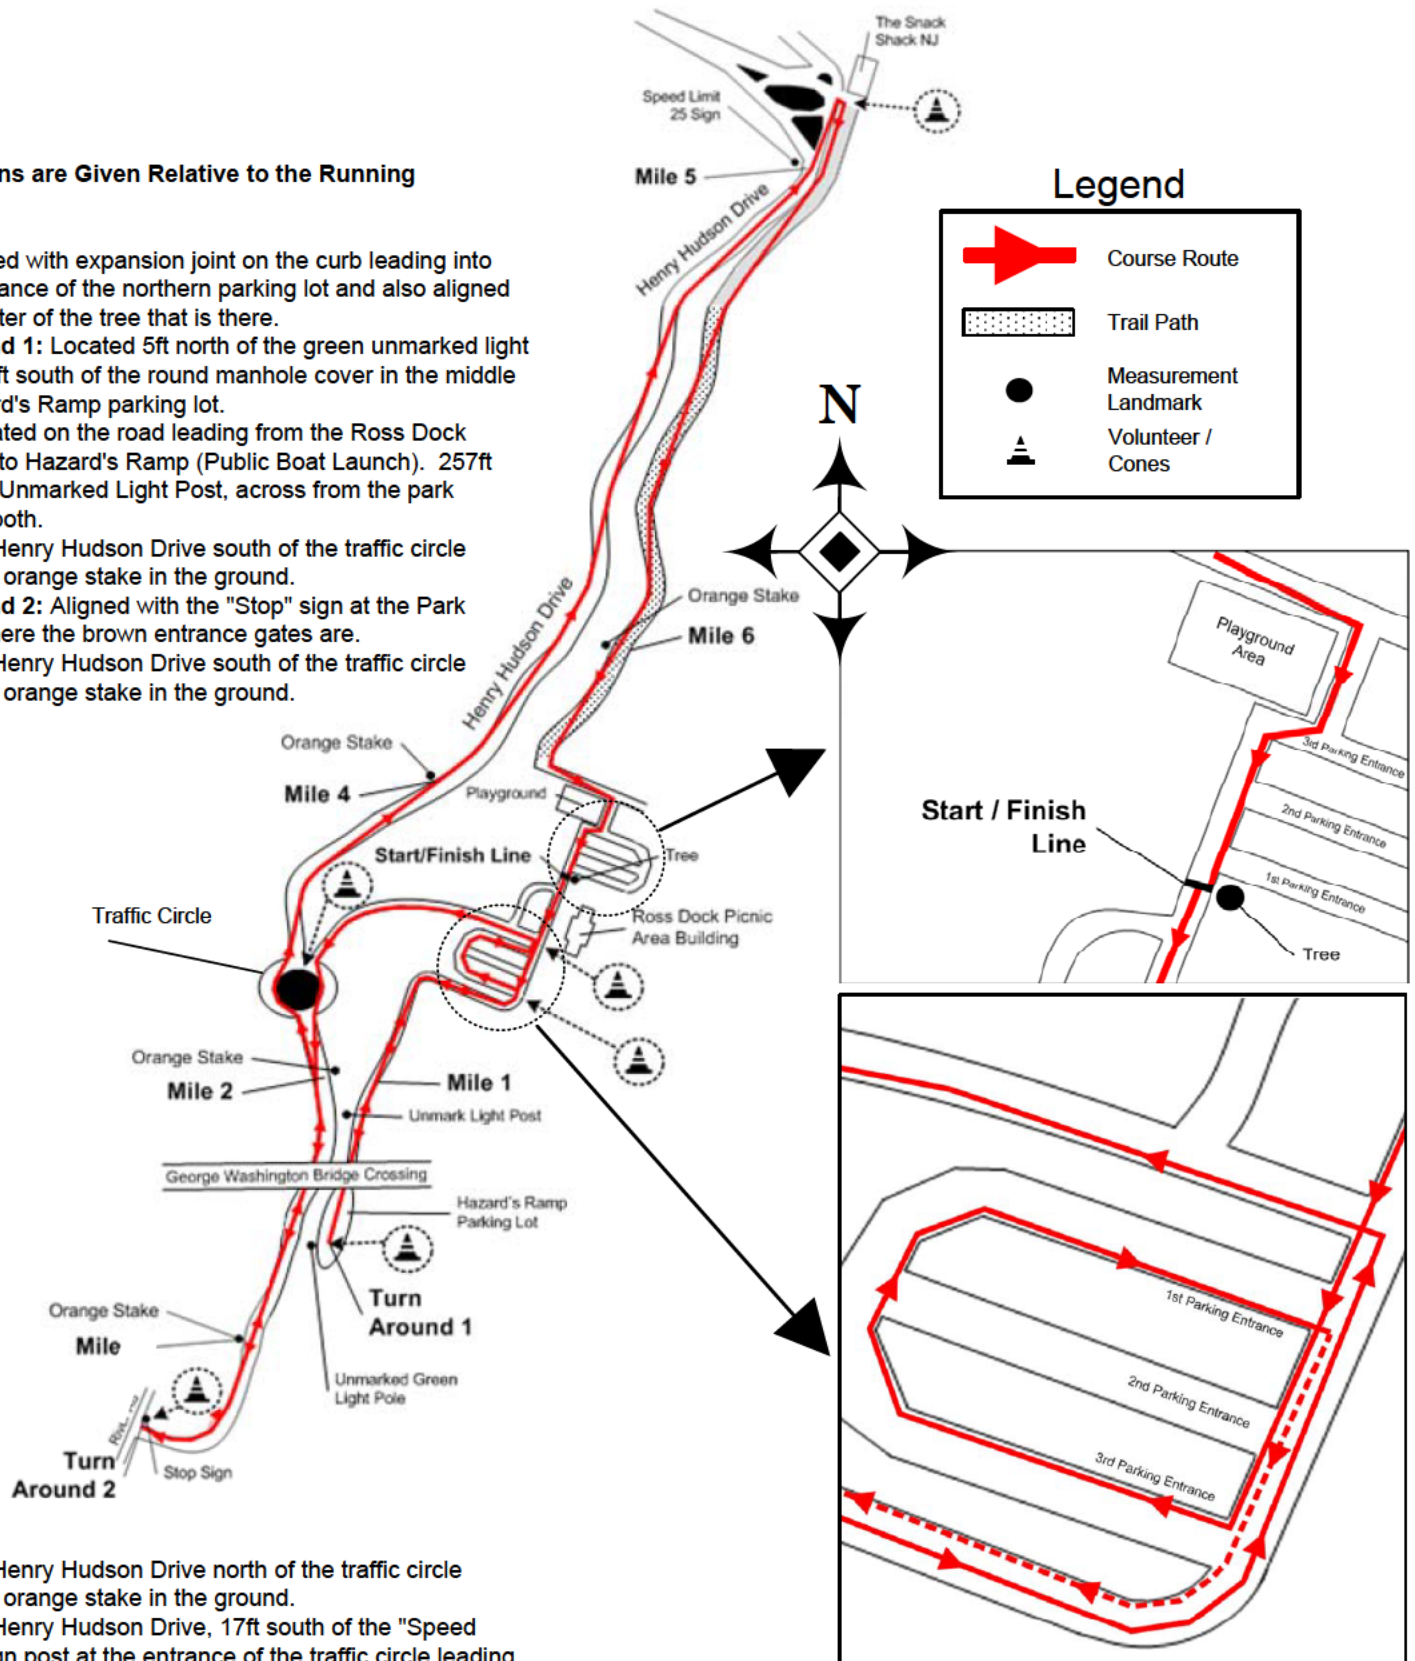 The Snack
Shack NJ
Speed Limit
25 Sign
Mile 5
Henry Hudson Drive
ns are Given Relative to the Running
ed with expansion joint on the curb leading into
ance of the northern parking lot and also aligned
ter of the tree that is there.
d 1: Located 5ft north of the green unmarked light
ft south of the round manhole cover in the middle
rd's Ramp parking lot.
ated on the road leading from the Ross Dock
to Hazard's Ramp (Public Boat Launch).  257ft
Unmarked Light Post, across from the park
ooth.
Henry Hudson Drive south of the traffic circle
orange stake in the ground.
d 2: Aligned with the "Stop" sign at the Park
here the brown entrance gates are.
Henry Hudson Drive south of the traffic circle
orange stake in the ground.
Legend
Course Route
Trail Path
Measurement
Landmark
Volunteer /
Cones
N
Orange Stake
Mile 6
Henry Hudson Drive
Orange Stake
Mile 4
Playground
Start/Finish Line
Tree
Traffic Circle
Ross Dock Picnic
Area Building
Orange Stake
Mile 2
Mile 1
Unmark Light Post
George Washington Bridge Crossing
Hazard's Ramp
Parking Lot
Turn
Around 1
Orange Stake
Mile
Unmarked Green
Light Pole
Turn
Around 2
Stop Sign
Playground
Area
3rd Parking Entrance
2nd Parking Entrance
1st Parking Entrance
Start / Finish
Line
Tree
1st Parking Entrance
2nd Parking Entrance
3rd Parking Entrance
Henry Hudson Drive north of the traffic circle
orange stake in the ground.
Henry Hudson Drive, 17ft south of the "Speed
gn post at the entrance of the traffic circle leading